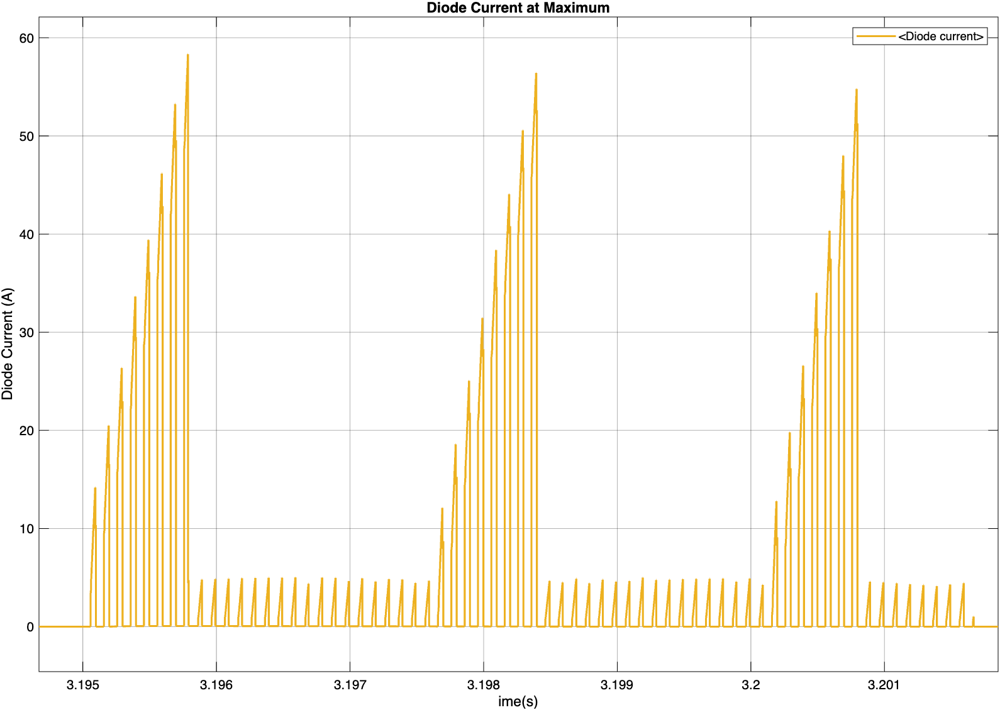 Diode Current at Maximum
<Diode current>
Diode Current (A)
60
50
40
30
20
10
0
3.195 3.196 3.197 3.198 3.199 3.2 3.201
ime(s)